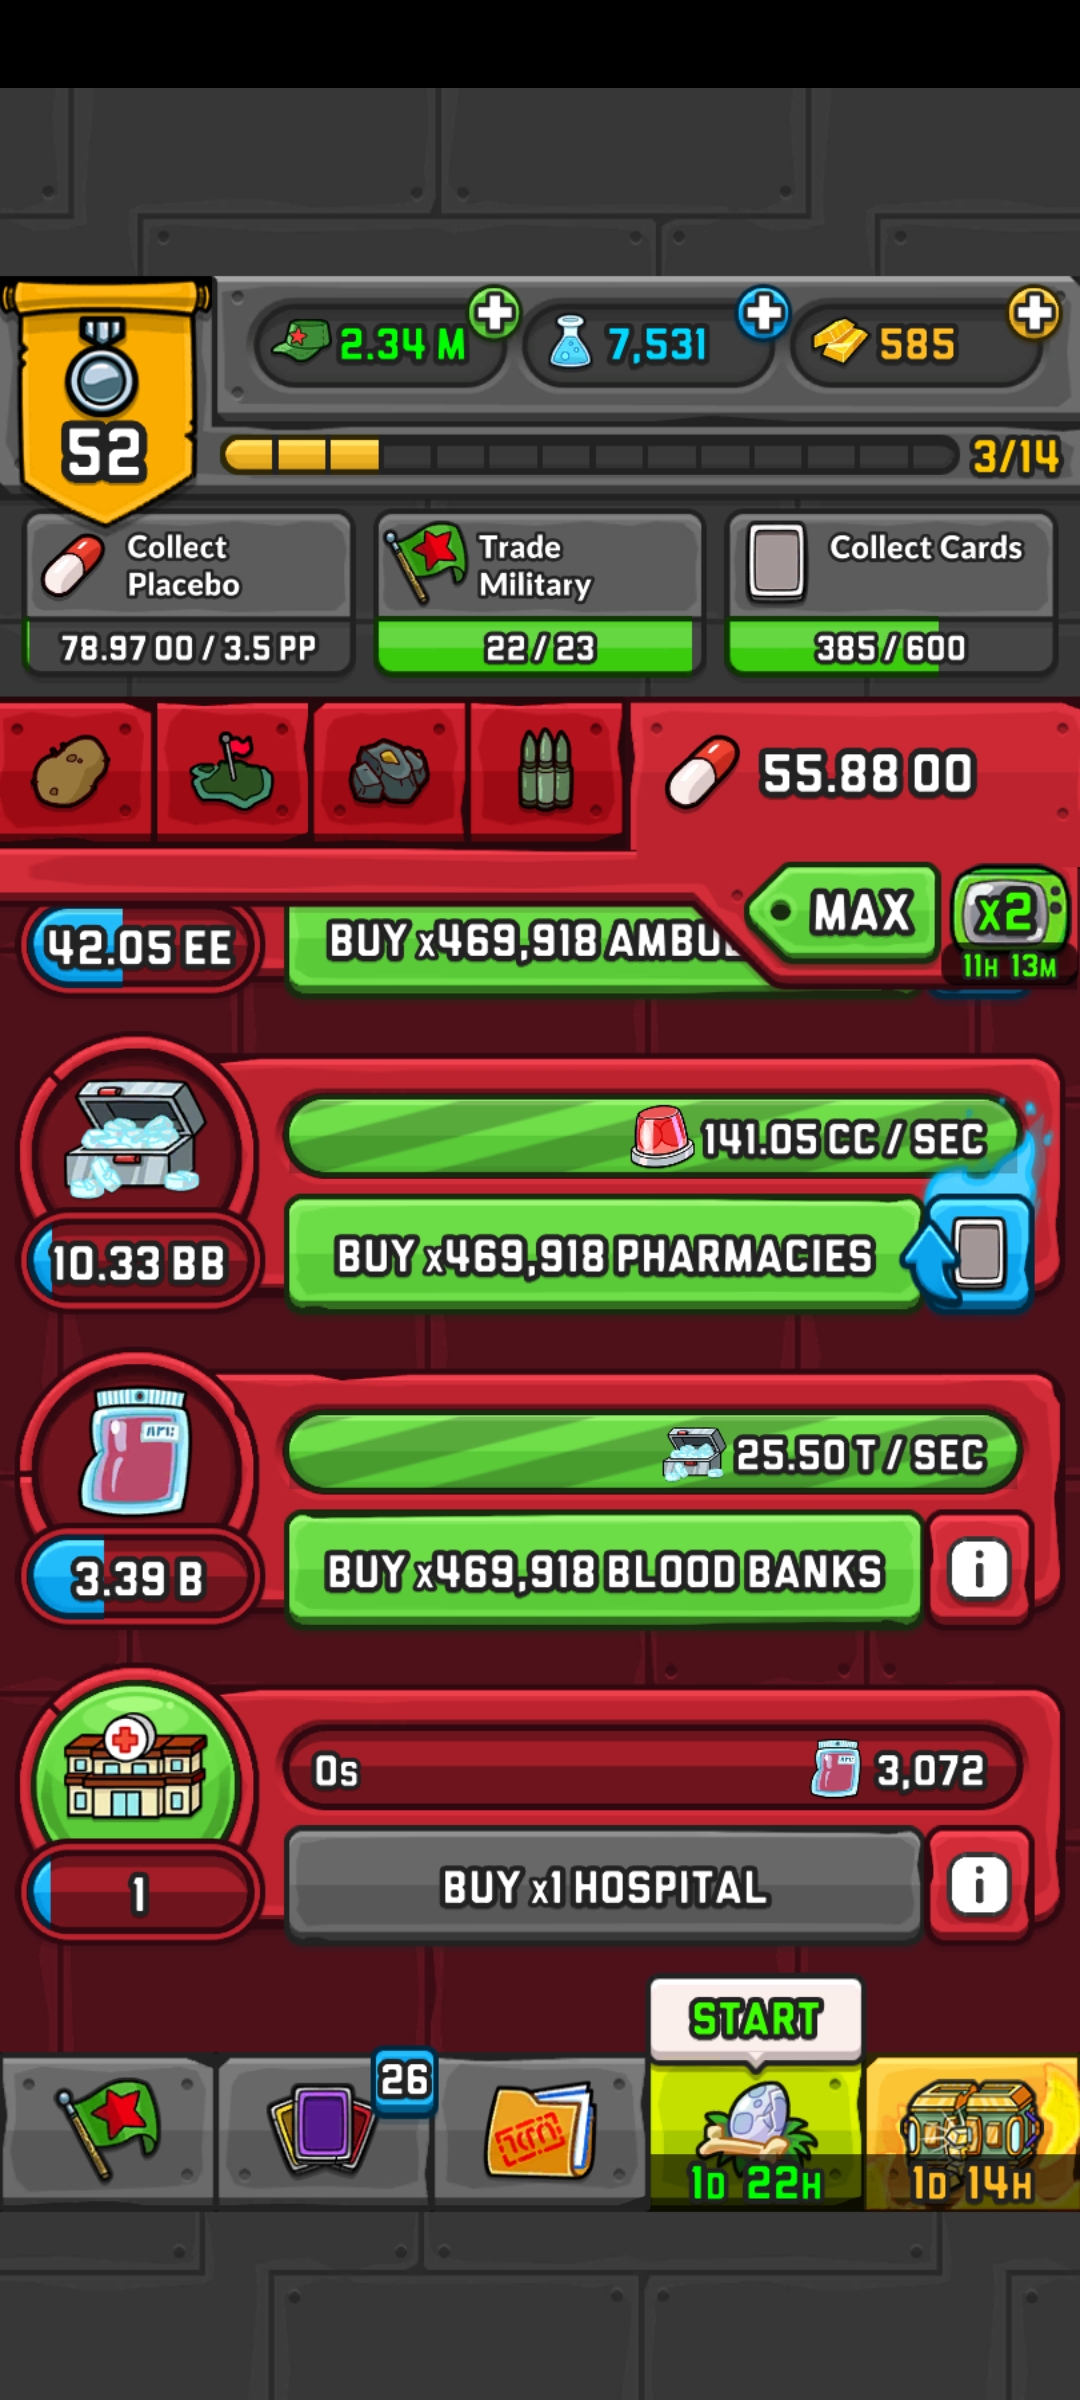 2.34 M
7,531
585
52
3/14
Collect
Placebo
Trade
Military
Collect Cards
78.97 OO / 3.5 PP
22 / 23
385 / 600
55.88 OO
MAX
x2
11H 13M
42.05 EE
BUY x469,918 AMBU
141.05 CC / SEC
10.33 BB
BUY x469,918 PHARMACIES
25.50 T / SEC
3.39 B
BUY x469,918 BLOOD BANKS
i
0s
3,072
1
BUY x1 HOSPITAL
i
START
26
1D 22H
1D 14H